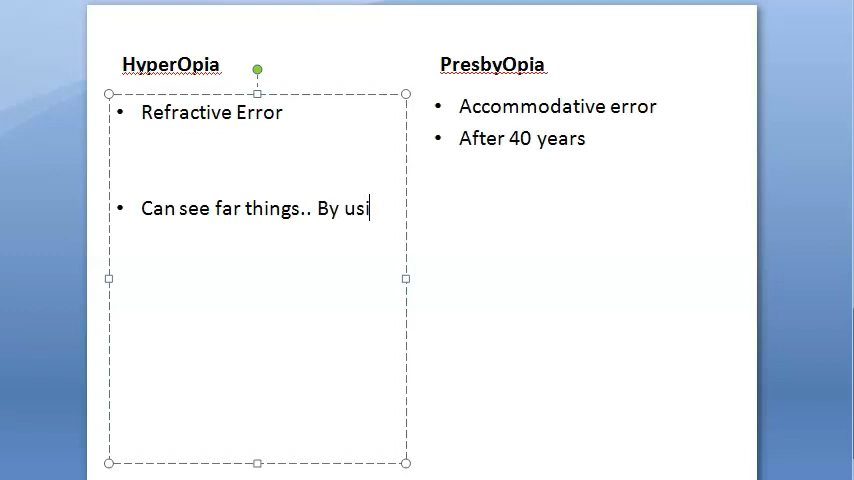 HyperOpia
Refractive Error
Can see far things.. By usi
PresbyOpia
Accommodative error
After 40 years